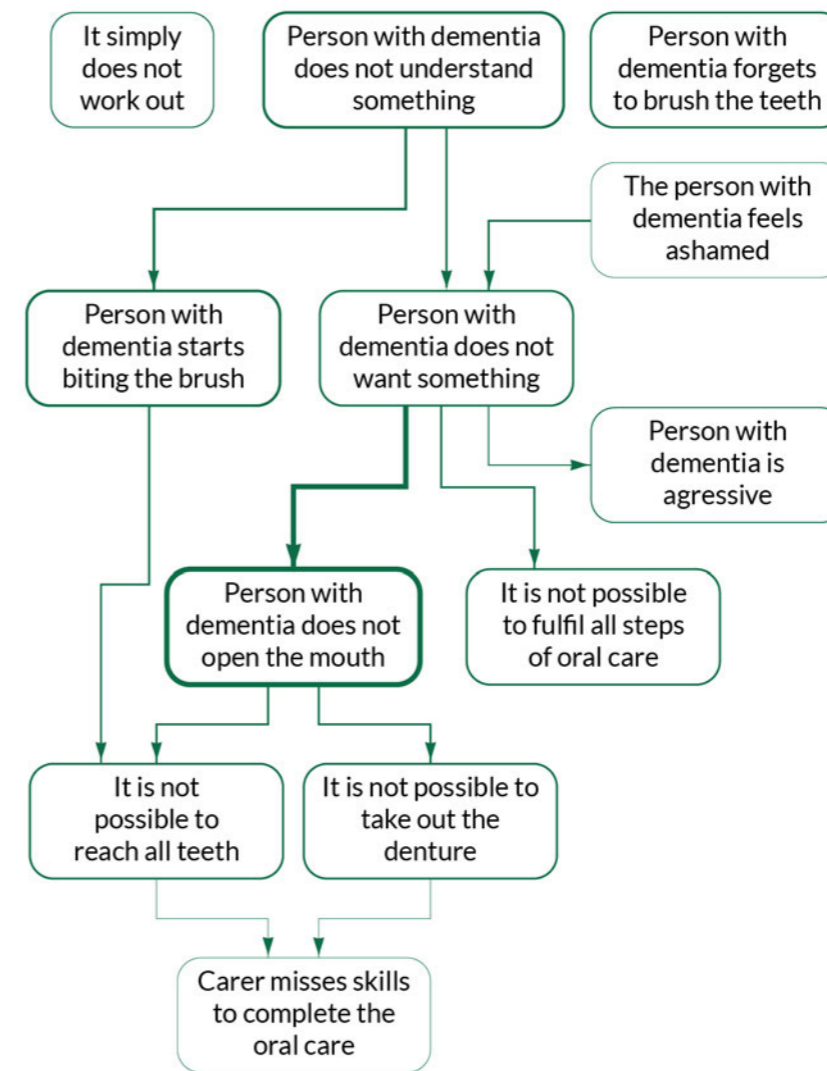 It simply
does not
work out
Person with dementia
does not understand
something
Person with
dementia forgets
to brush the teeth
The person with
dementia feels
ashamed
Person with
dementia starts
biting the brush
Person with
dementia does not
want something
Person with
dementia is
agressive
Person with
dementia does not
open the mouth
It is not possible
to fulfil all steps
of oral care
It is not
possible to
reach all teeth
It is not possible to
take out the
denture
Carer misses skills
to complete the
oral care